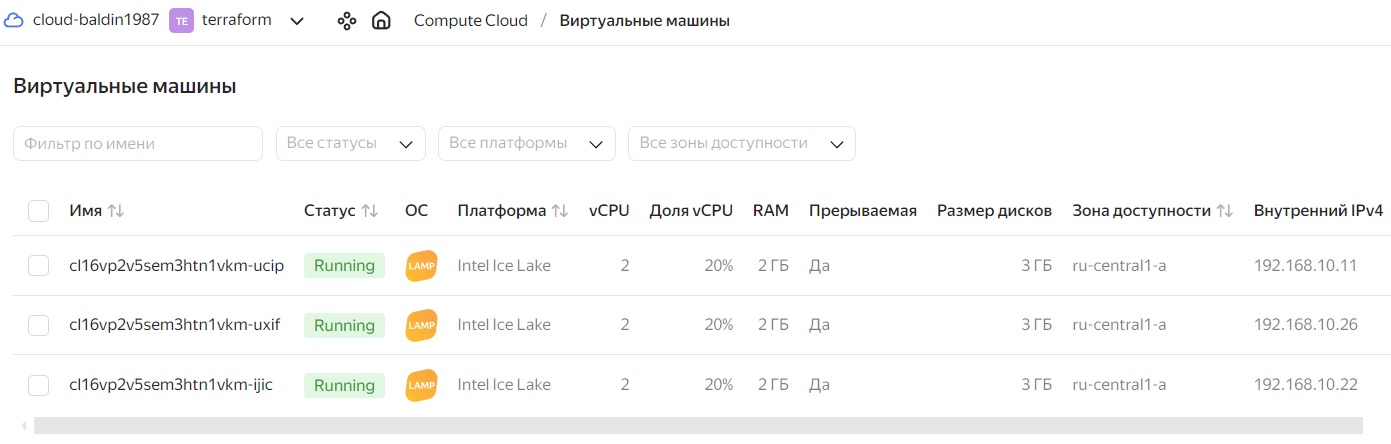 cloud-baldin1987 TE terraform Compute Cloud / Виртуальные машины
Виртуальные машины
Фильтр по имени Все статусы Все платформы Все зоны доступности
Имя Статус ОС Платформа vCPU Доля vCPU RAM Прерываемая Размер дисков Зона доступности Внутренний IPv4
cl16vp2v5sem3htn1vkm-ucip Running LAMP Intel Ice Lake 2 20% 2 ГБ Да 3 ГБ ru-central1-a 192.168.10.11
cl16vp2v5sem3htn1vkm-uxif Running LAMP Intel Ice Lake 2 20% 2 ГБ Да 3 ГБ ru-central1-a 192.168.10.26
cl16vp2v5sem3htn1vkm-ijic Running LAMP Intel Ice Lake 2 20% 2 ГБ Да 3 ГБ ru-central1-a 192.168.10.22